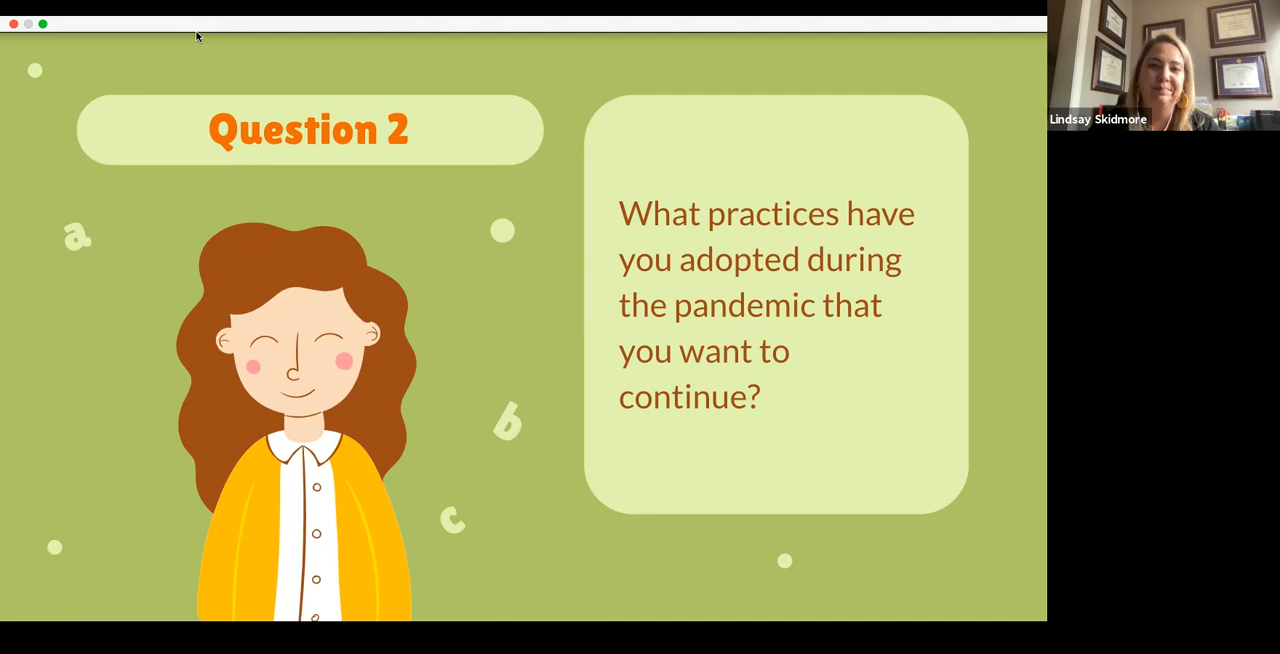 Question 2
What practices have
you adopted during
the pandemic that
you want to
continue?
a
b
c
Lindsay Skidmore